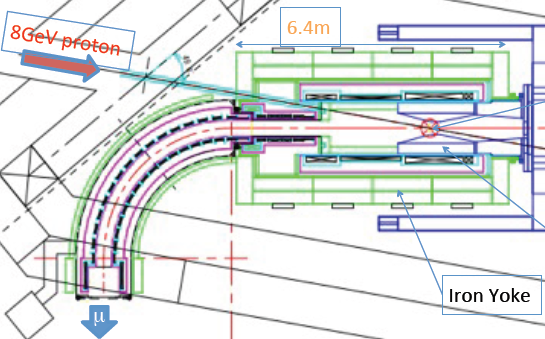 8GeV proton
6.4m
Iron Yoke
μ